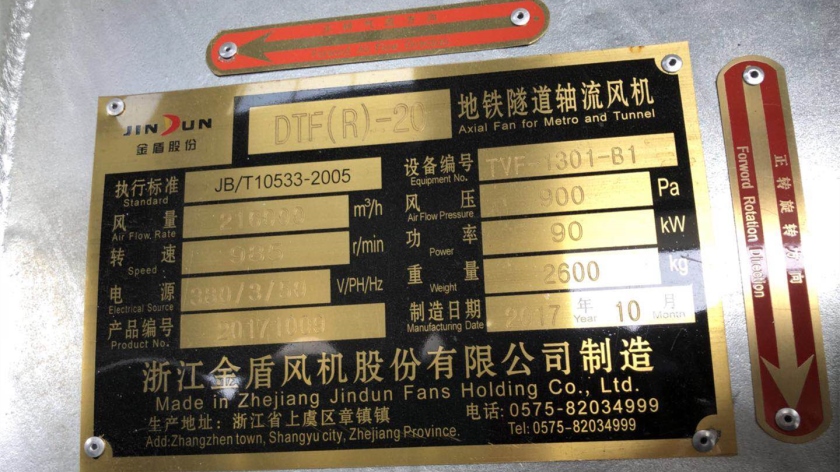 JINDUN
金盾股份
DTF(R)-20
地铁隧道轴流风机
Axial Fan for Metro and Tunnel
执行标准 JB/T10533-2005
Standard
设备编号 TVF-1301-B1
Equipment No.
风量 m³/h
Air Flow. Rate
风压 900 Pa
Air Flow Pressure
转速 985 r/min
Speed
功率 90 kW
Power
电源 380/3/50 V/PH/Hz
Electrical Source
重量 2600 kg
Weight
产品编号
Product No.
制造日期 2017 年 10 月
Manufacturing Date Year Month
浙江金盾风机股份有限公司制造
Made in Zhejiang Jindun Fans Holding Co., Ltd.
生产地址: 浙江省上虞区章镇镇 电话: 0575-82034999
Add:Zhangzhen town, Shangyu city, Zhejiang Province. Tel: 0575-82034999
正转旋转方向
Forword Rotation Direction